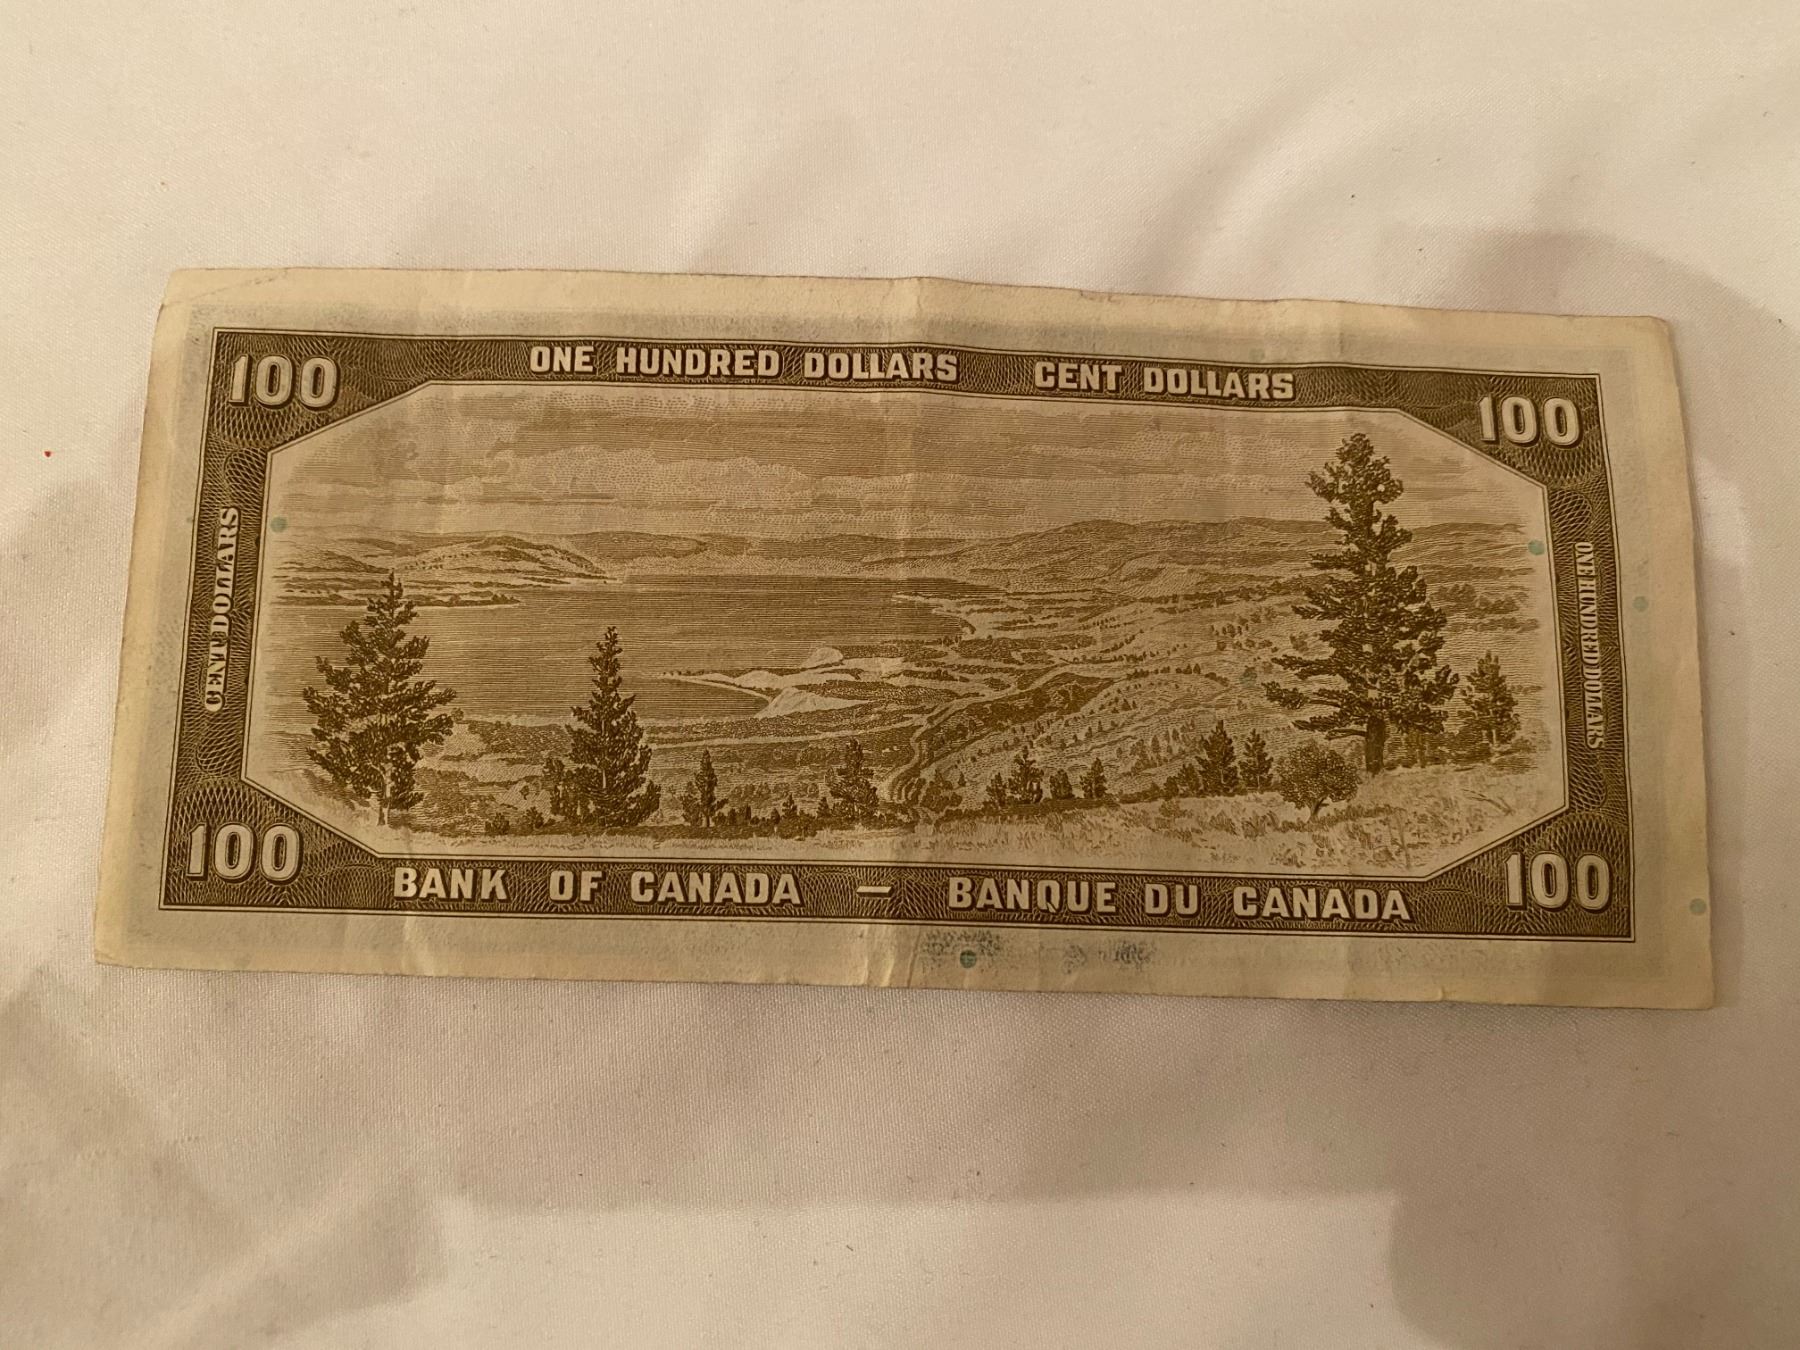 100 ONE HUNDRED DOLLARS CENT DOLLARS 100
CENT DOLLARS
ONE HUNDRED DOLLARS
100 BANK OF CANADA — BANQUE DU CANADA 100